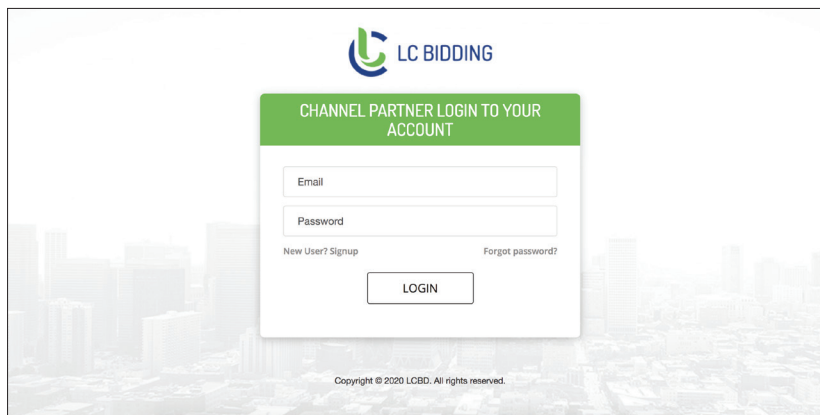 LC BIDDING
CHANNEL PARTNER LOGIN TO YOUR
ACCOUNT
Email
Password
New User? Signup
Forgot password?
LOGIN
Copyright © 2020 LCBD. All rights reserved.